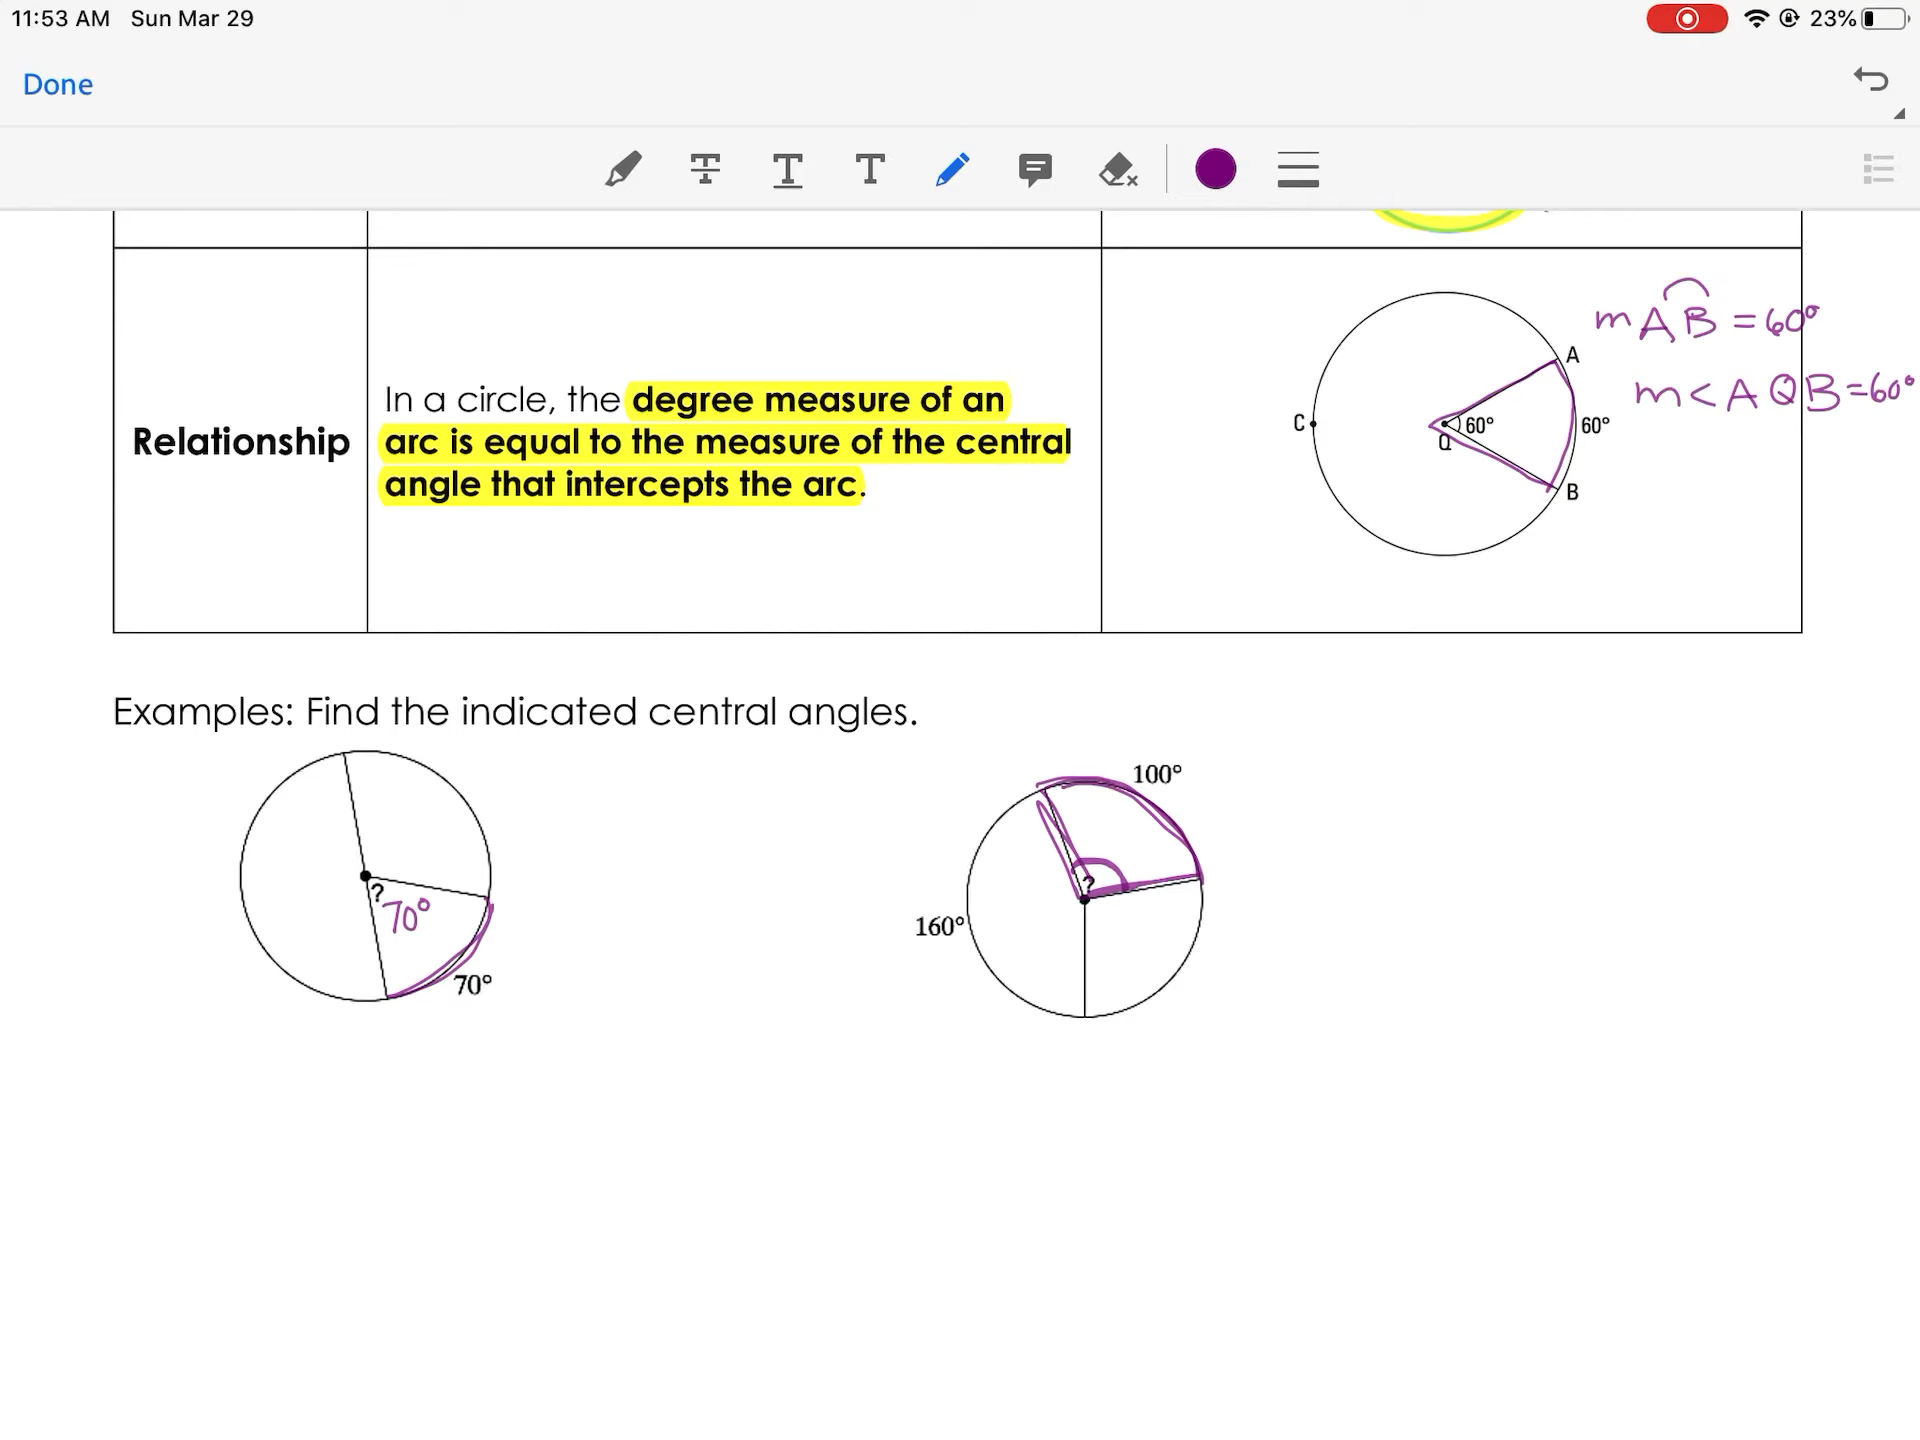 11:53 AM Sun Mar 29
23%
Done
T T T
Relationship
In a circle, the degree measure of an
arc is equal to the measure of the central
angle that intercepts the arc.
mAB = 60°
A
m<AQB=60°
C
Q
60°
60°
B
Examples: Find the indicated central angles.
?
70°
70°
100°
?
160°